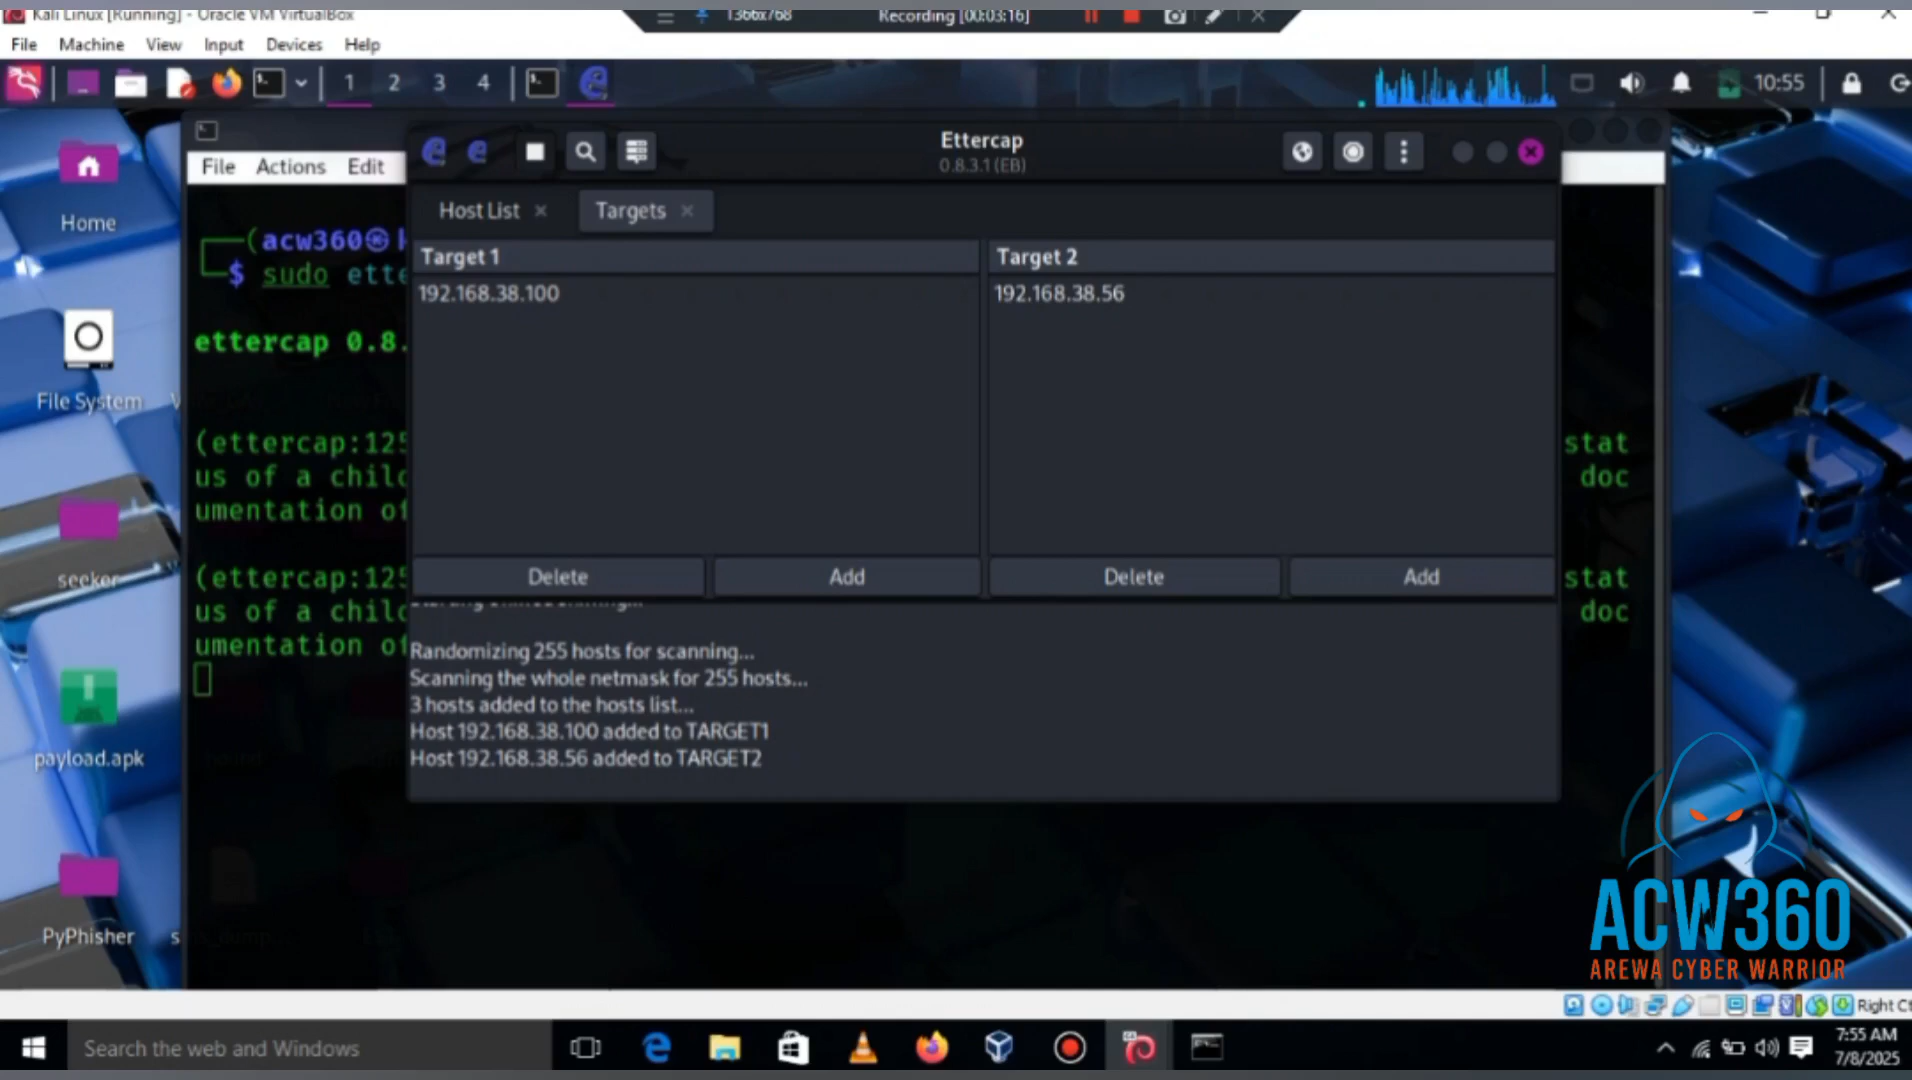 Kali Linux [Running] - Oracle VM VirtualBox
1366x768
Recording [00:03:16]
File Machine View Input Devices Help
1 2 3 4
10:55
Ettercap
0.8.3.1 (EB)
File Actions Edit
Host List
Targets
Home
(acw360
$ sudo ette
Target 1
Target 2
192.168.38.100
192.168.38.56
ettercap 0.8.
File System
(ettercap:125
stat
us of a chilc
doc
umentation of
Delete
Add
Delete
Add
seeker
(ettercap:125
stat
us of a chilc
doc
umentation of
Randomizing 255 hosts for scanning...
Scanning the whole netmask for 255 hosts...
3 hosts added to the hosts list...
Host 192.168.38.100 added to TARGET1
Host 192.168.38.56 added to TARGET2
payload.apk
PyPhisher
ACW360
AREWA CYBER WARRIOR
Right Ct
Search the web and Windows
7:55 AM
7/8/2025